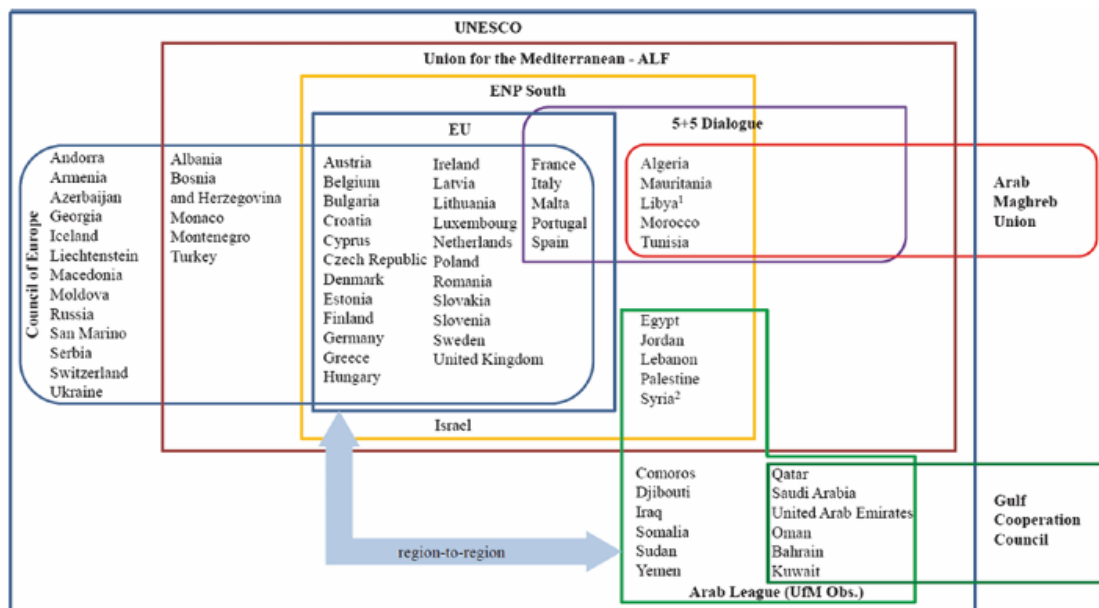 UNESCO
Union for the Mediterranean - ALF
ENP South
EU
5+5 Dialogue
Council of Europe
Andorra
Armenia
Azerbaijan
Georgia
Iceland
Liechtenstein
Macedonia
Moldova
Russia
San Marino
Serbia
Switzerland
Ukraine
Albania
Bosnia
and Herzegovina
Monaco
Montenegro
Turkey
Austria
Belgium
Bulgaria
Croatia
Cyprus
Czech Republic
Denmark
Estonia
Finland
Germany
Greece
Hungary
Ireland
Latvia
Lithuania
Luxembourg
Netherlands
Poland
Romania
Slovakia
Slovenia
Sweden
United Kingdom
France
Italy
Malta
Portugal
Spain
Algeria
Mauritania
Libya¹
Morocco
Tunisia
Arab
Maghreb
Union
Egypt
Jordan
Lebanon
Palestine
Syria²
Israel
region-to-region
Comoros
Djibouti
Iraq
Somalia
Sudan
Yemen
Qatar
Saudi Arabia
United Arab Emirates
Oman
Bahrain
Kuwait
Arab League (UfM Obs.)
Gulf
Cooperation
Council